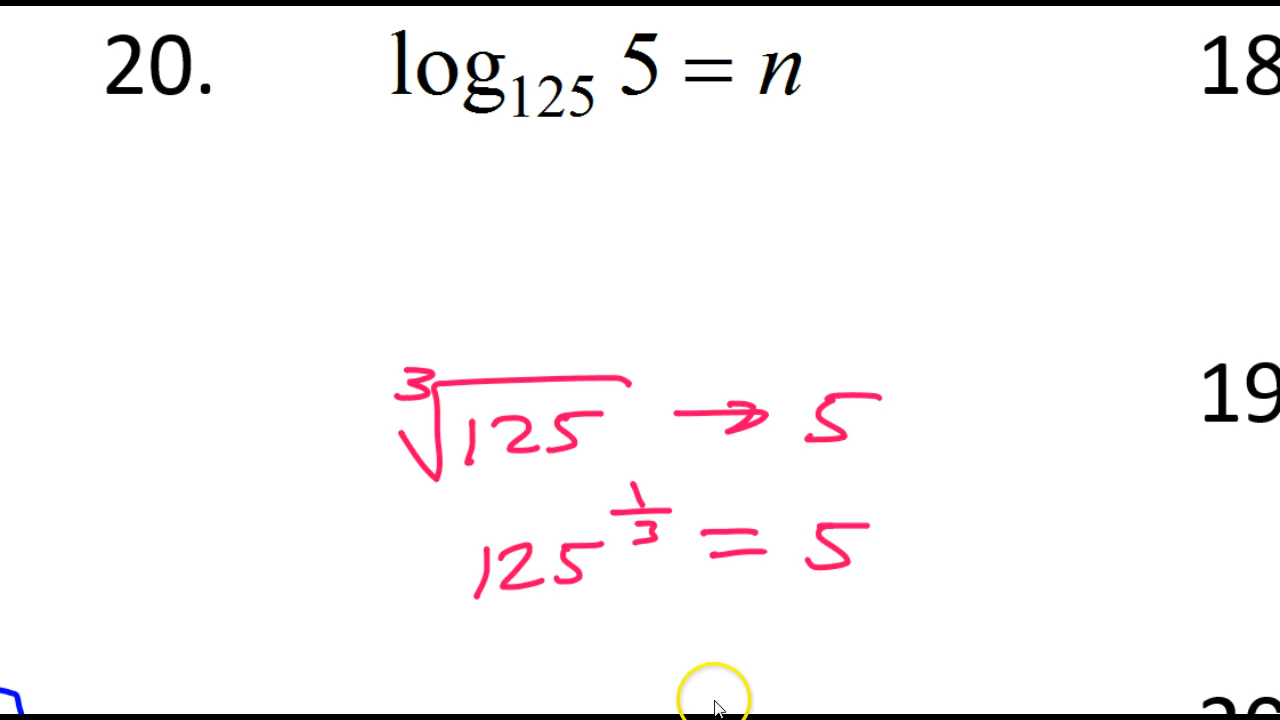 20. log₁₂₅ 5 = n 18
∛125 → 5 19
125^(1/3) = 5